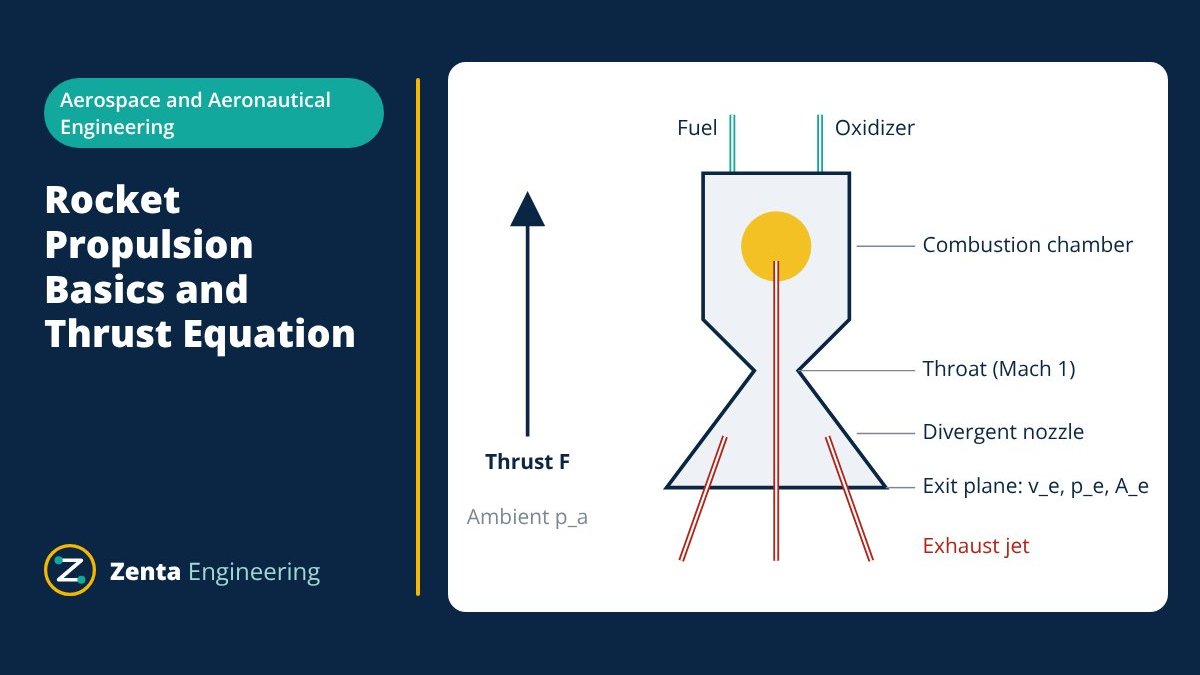 Aerospace and Aeronautical
Engineering
Rocket
Propulsion
Basics and
Thrust Equation
Zenta Engineering
Fuel
Oxidizer
Combustion chamber
Throat (Mach 1)
Divergent nozzle
Thrust F
Exit plane: v_e, p_e, A_e
Ambient p_a
Exhaust jet